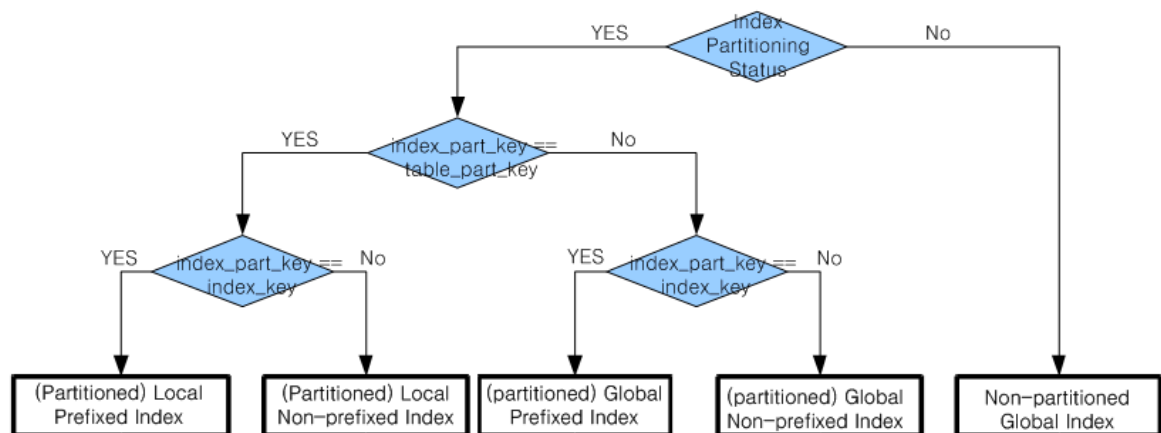 Index
Partitioning
Status
YES
No
index_part_key ==
table_part_key
YES
No
index_part_key ==
index_key
YES
No
index_part_key ==
index_key
YES
No
(Partitioned) Local
Prefixed Index
(Partitioned) Local
Non-prefixed Index
(partitioned) Global
Prefixed Index
(partitioned) Global
Non-prefixed Index
Non-partitioned
Global Index